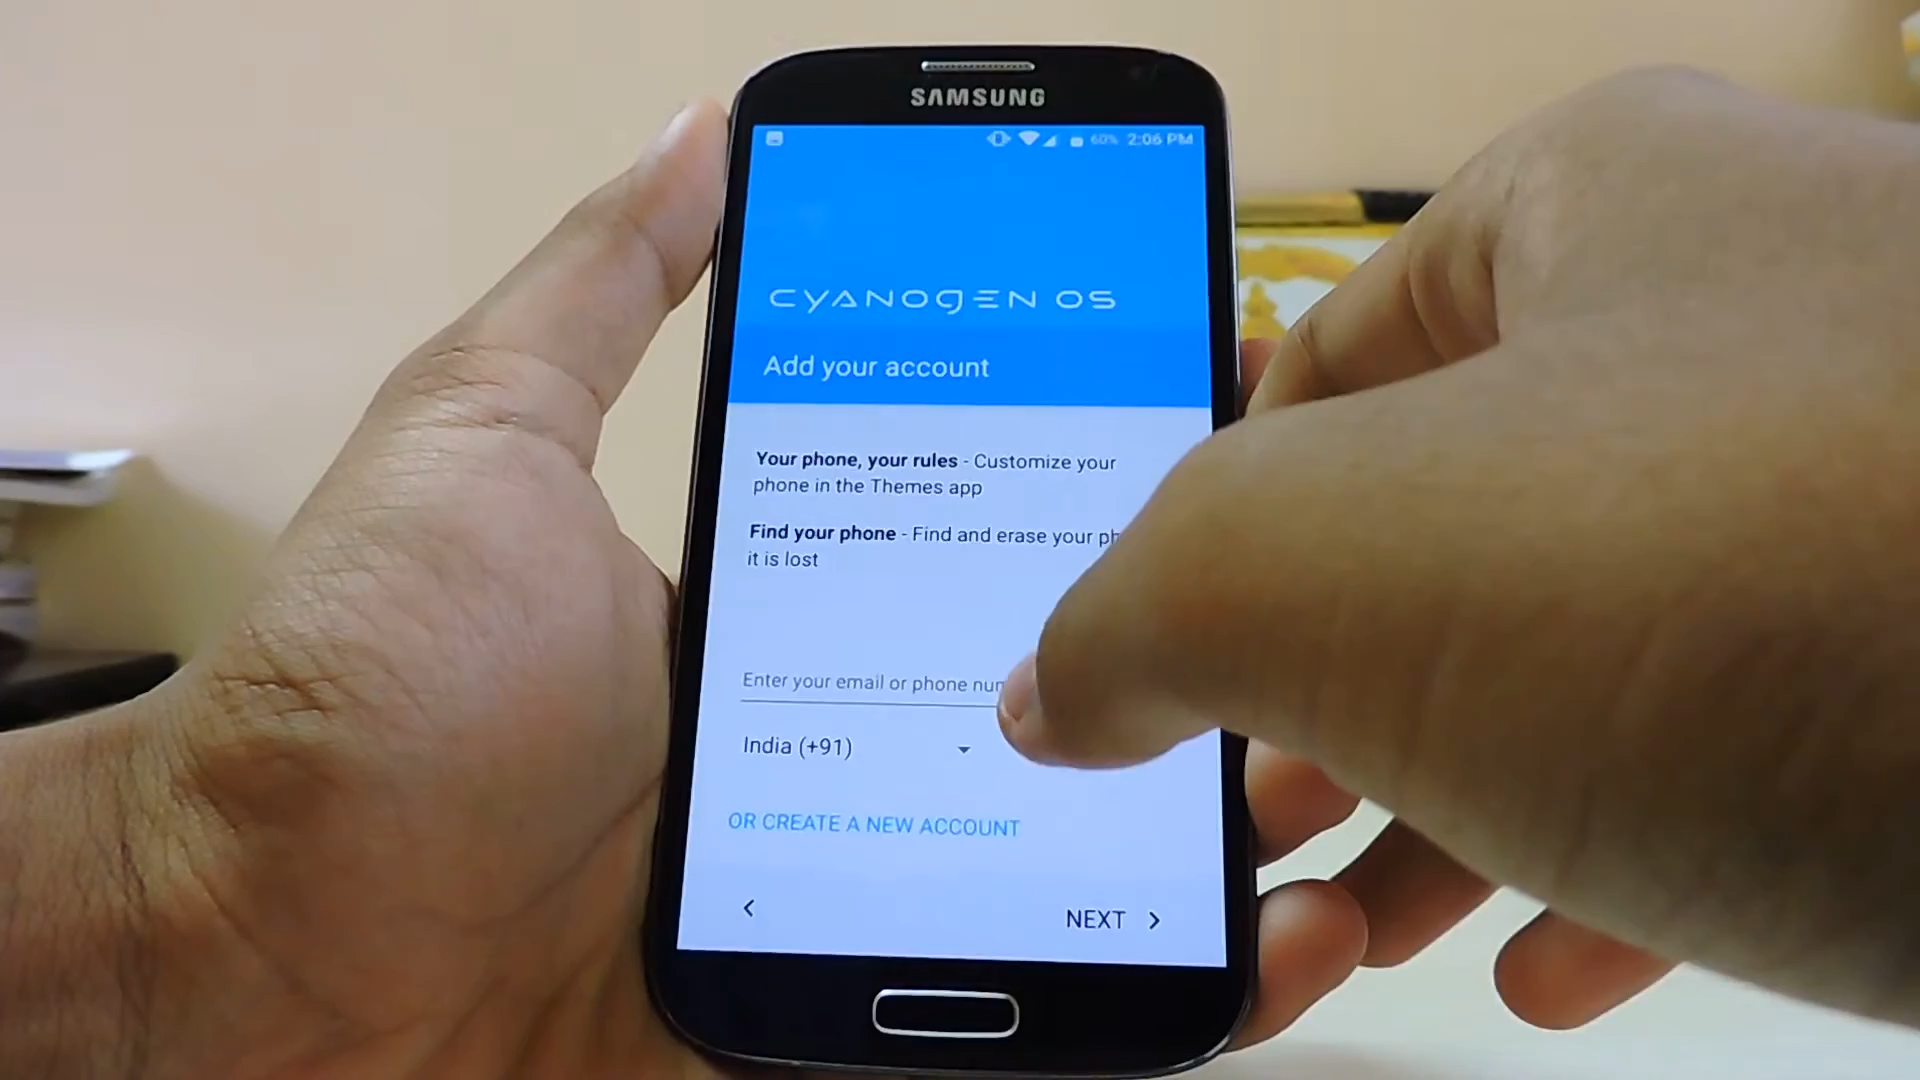 SAMSUNG
60% 2:06 PM
CYANOGEN OS
Add your account
Your phone, your rules - Customize your
phone in the Themes app
Find your phone - Find and erase your
it is lost
Enter your email or phone
India (+91)
OR CREATE A NEW ACCOUNT
NEXT